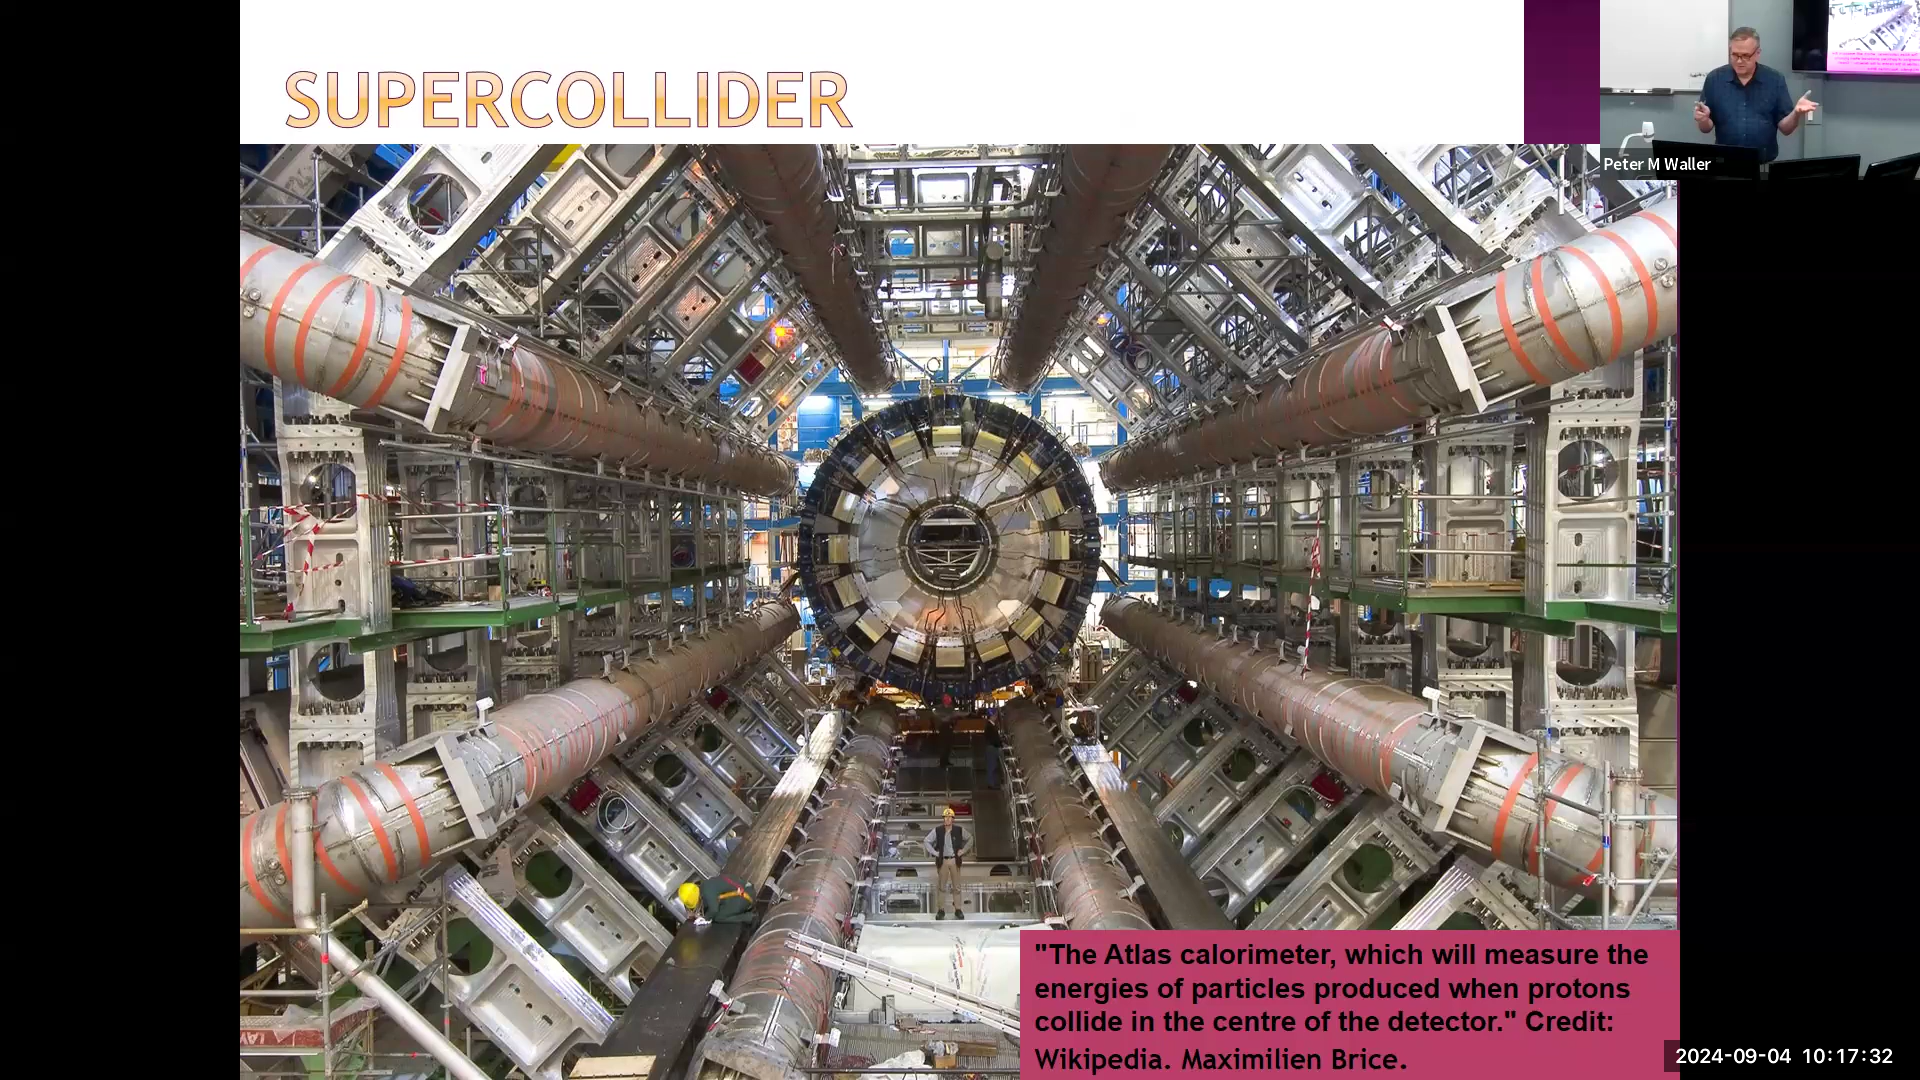 SUPERCOLLIDER
Peter M Waller
"The Atlas calorimeter, which will measure the
energies of particles produced when protons
collide in the centre of the detector." Credit:
Wikipedia. Maximilien Brice.
2024-09-04 10:17:32